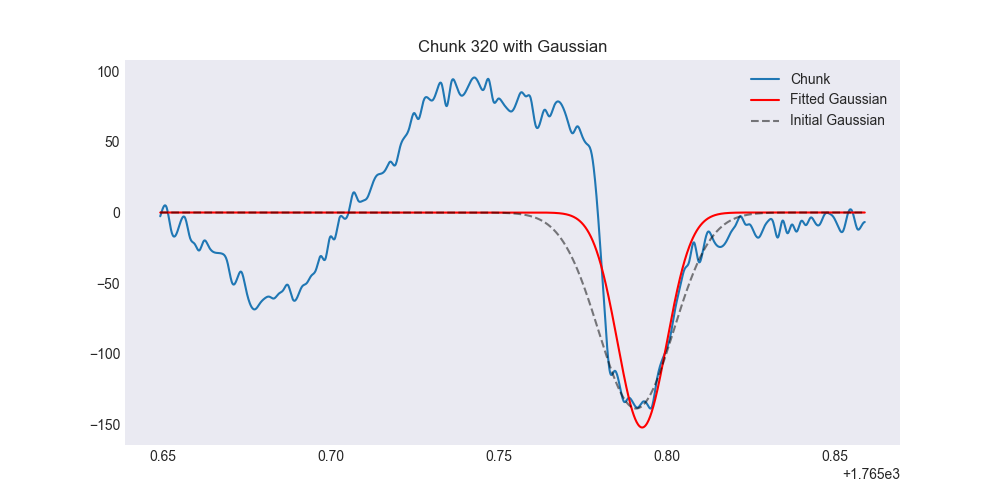 Chunk 320 with Gaussian
100
50
0
−50
−100
−150
Chunk
Fitted Gaussian
Initial Gaussian
0.65 0.70 0.75 0.80 0.85
+1.765e3